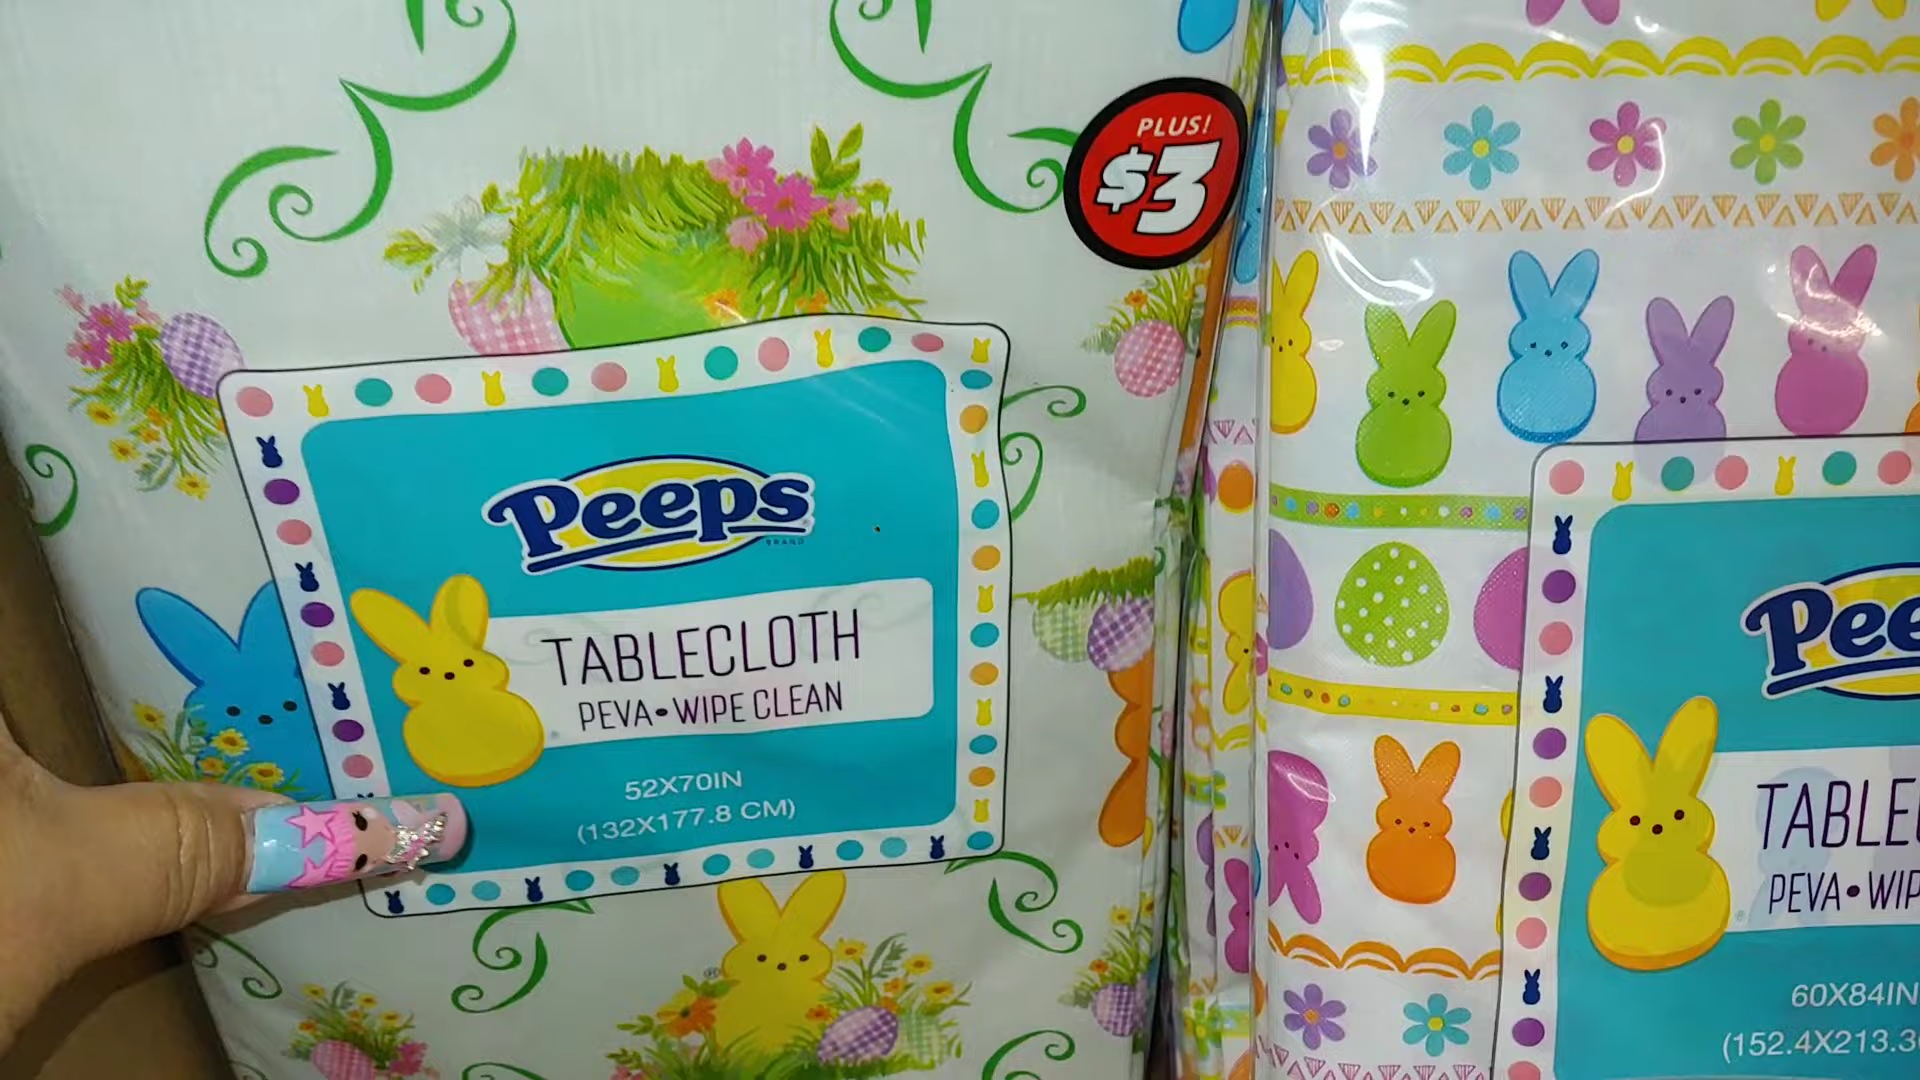 PLUS!
$3
Peeps
BRAND
TABLECLOTH
PEVA•WIPE CLEAN
52X70IN
(132X177.8 CM)
Pee
TABLE
PEVA•WIP
60X84IN
(152.4X213.3